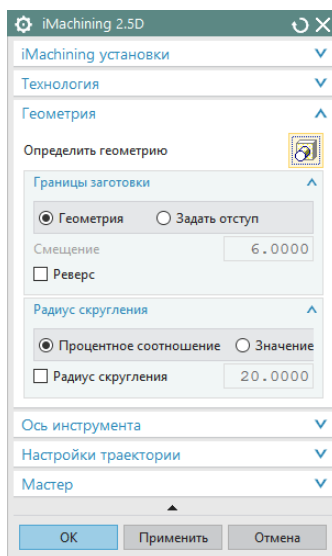 iMachining 2.5D
iMachining установки
Технология
Геометрия
Определить геометрию
Границы заготовки
Геометрия Задать отступ
Смещение 6.0000
Реверс
Радиус скругления
Процентное соотношение Значение
Радиус скругления 20.0000
Ось инструмента
Настройки траектории
Мастер
ОК Применить Отмена